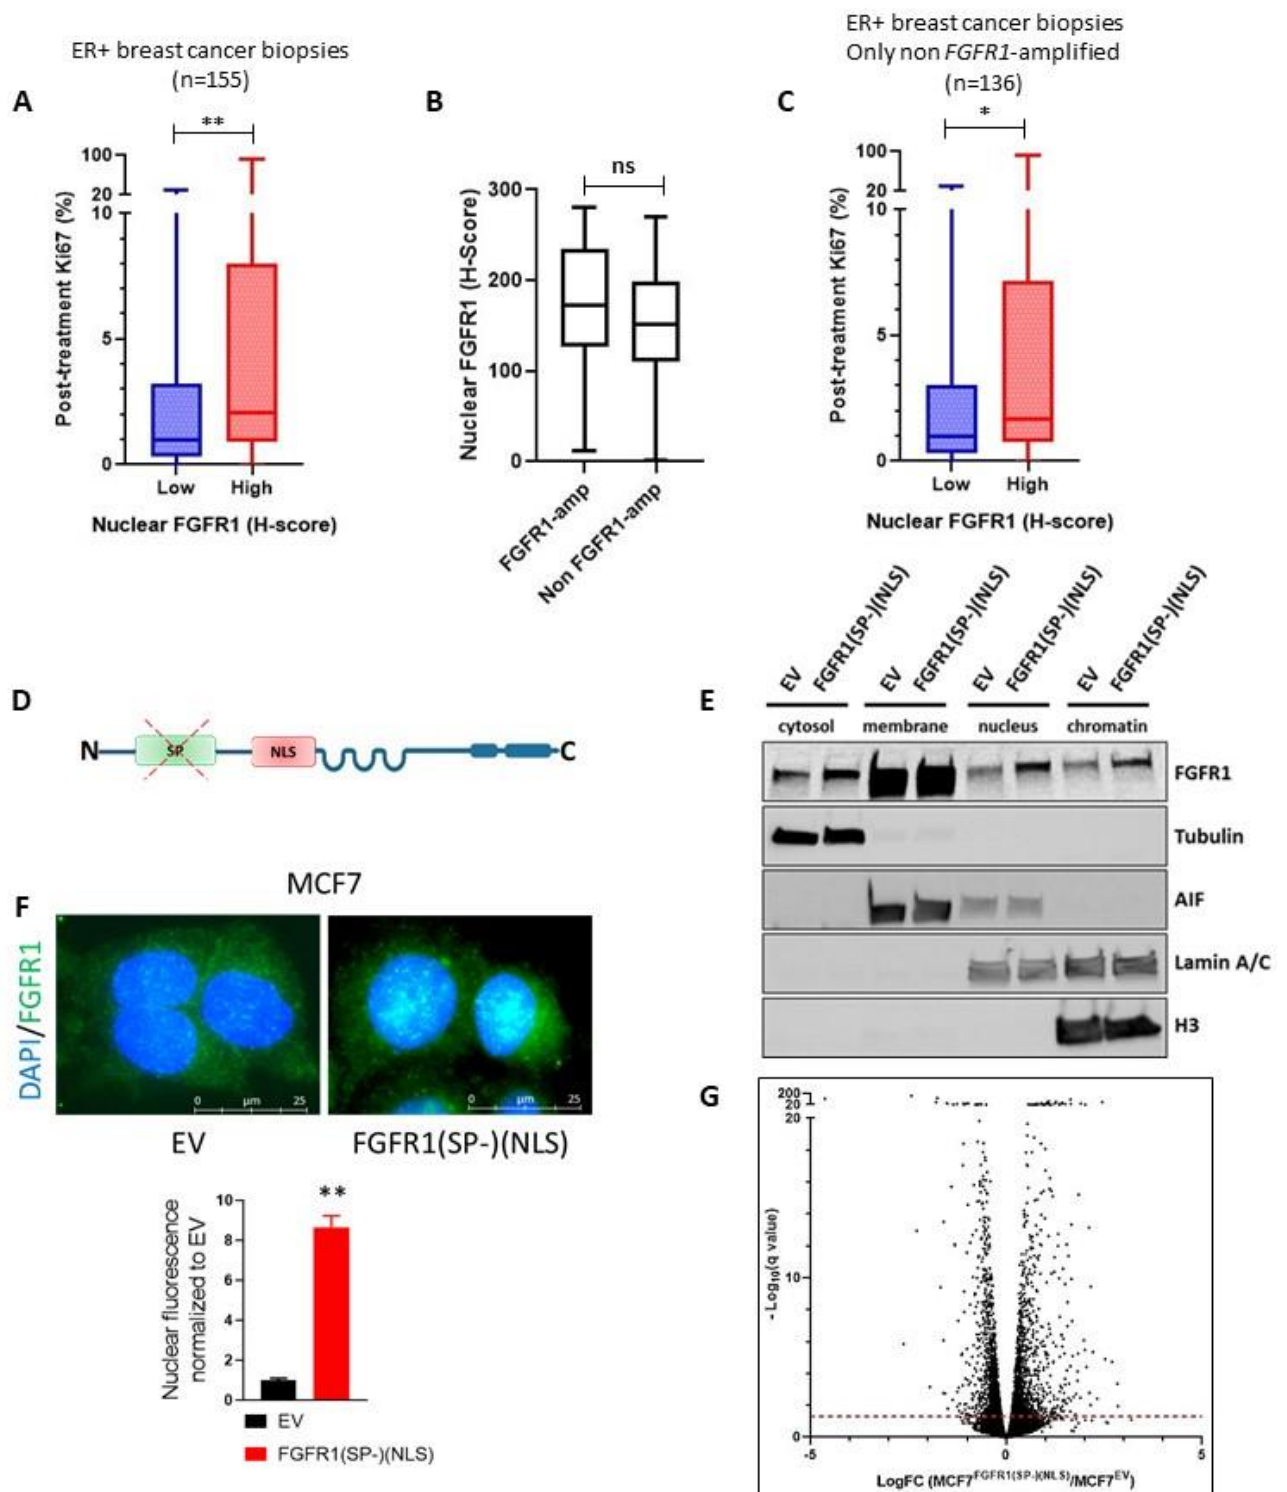 ER+ breast cancer biopsies
(n=155)
ER+ breast cancer biopsies
Only non FGFR1-amplified
(n=136)
A
**
Post-treatment Ki67 (%)
100
20
10
5
0
Low
High
Nuclear FGFR1 (H-score)
B
ns
Nuclear FGFR1 (H-Score)
300
200
100
0
FGFR1-amp
Non FGFR1-amp
C
*
Post-treatment Ki67 (%)
100
20
10
5
0
Low
High
Nuclear FGFR1 (H-score)
D
N
SP
NLS
C
E
EV
FGFR1(SP-)(NLS)
EV
FGFR1(SP-)(NLS)
EV
FGFR1(SP-)(NLS)
EV
FGFR1(SP-)(NLS)
cytosol
membrane
nucleus
chromatin
FGFR1
Tubulin
AIF
Lamin A/C
H3
F
MCF7
DAPI/FGFR1
0 µm 25
0 µm 25
EV
FGFR1(SP-)(NLS)
Nuclear fluorescence
normalized to EV
**
10
8
6
4
2
0
EV
FGFR1(SP-)(NLS)
G
- Log10(q value)
200
20
20
10
0
-5
0
5
LogFC (MCF7FGFR1(SP-)(NLS)/MCF7EV)